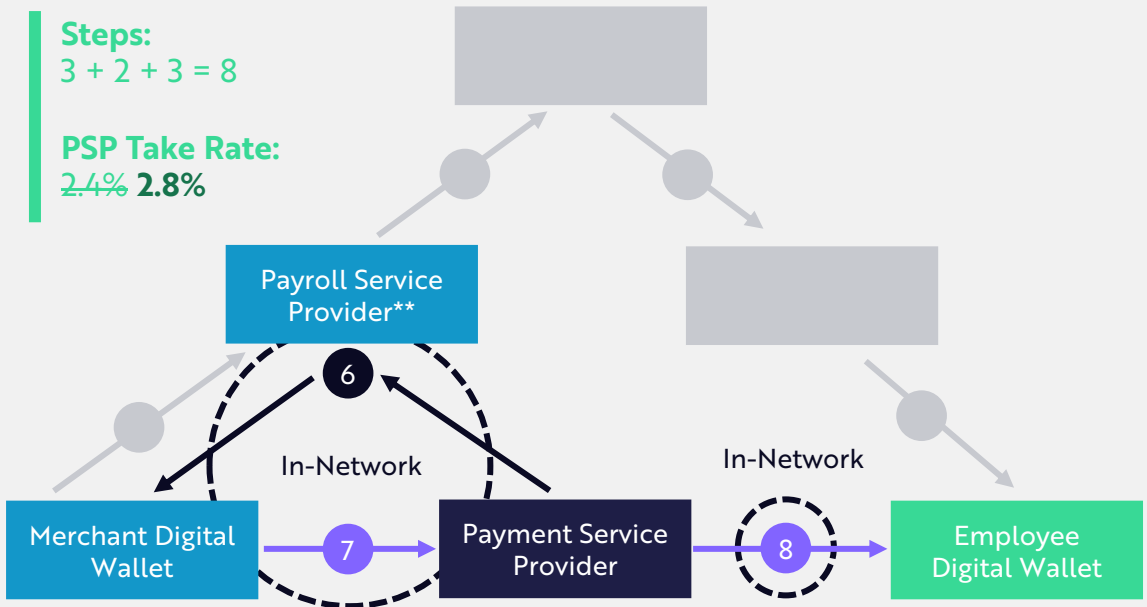 Steps:
3 + 2 + 3 = 8
PSP Take Rate:
2.4% 2.8%
Payroll Service
Provider**
6
In-Network
In-Network
Merchant Digital
Wallet
7
Payment Service
Provider
8
Employee
Digital Wallet